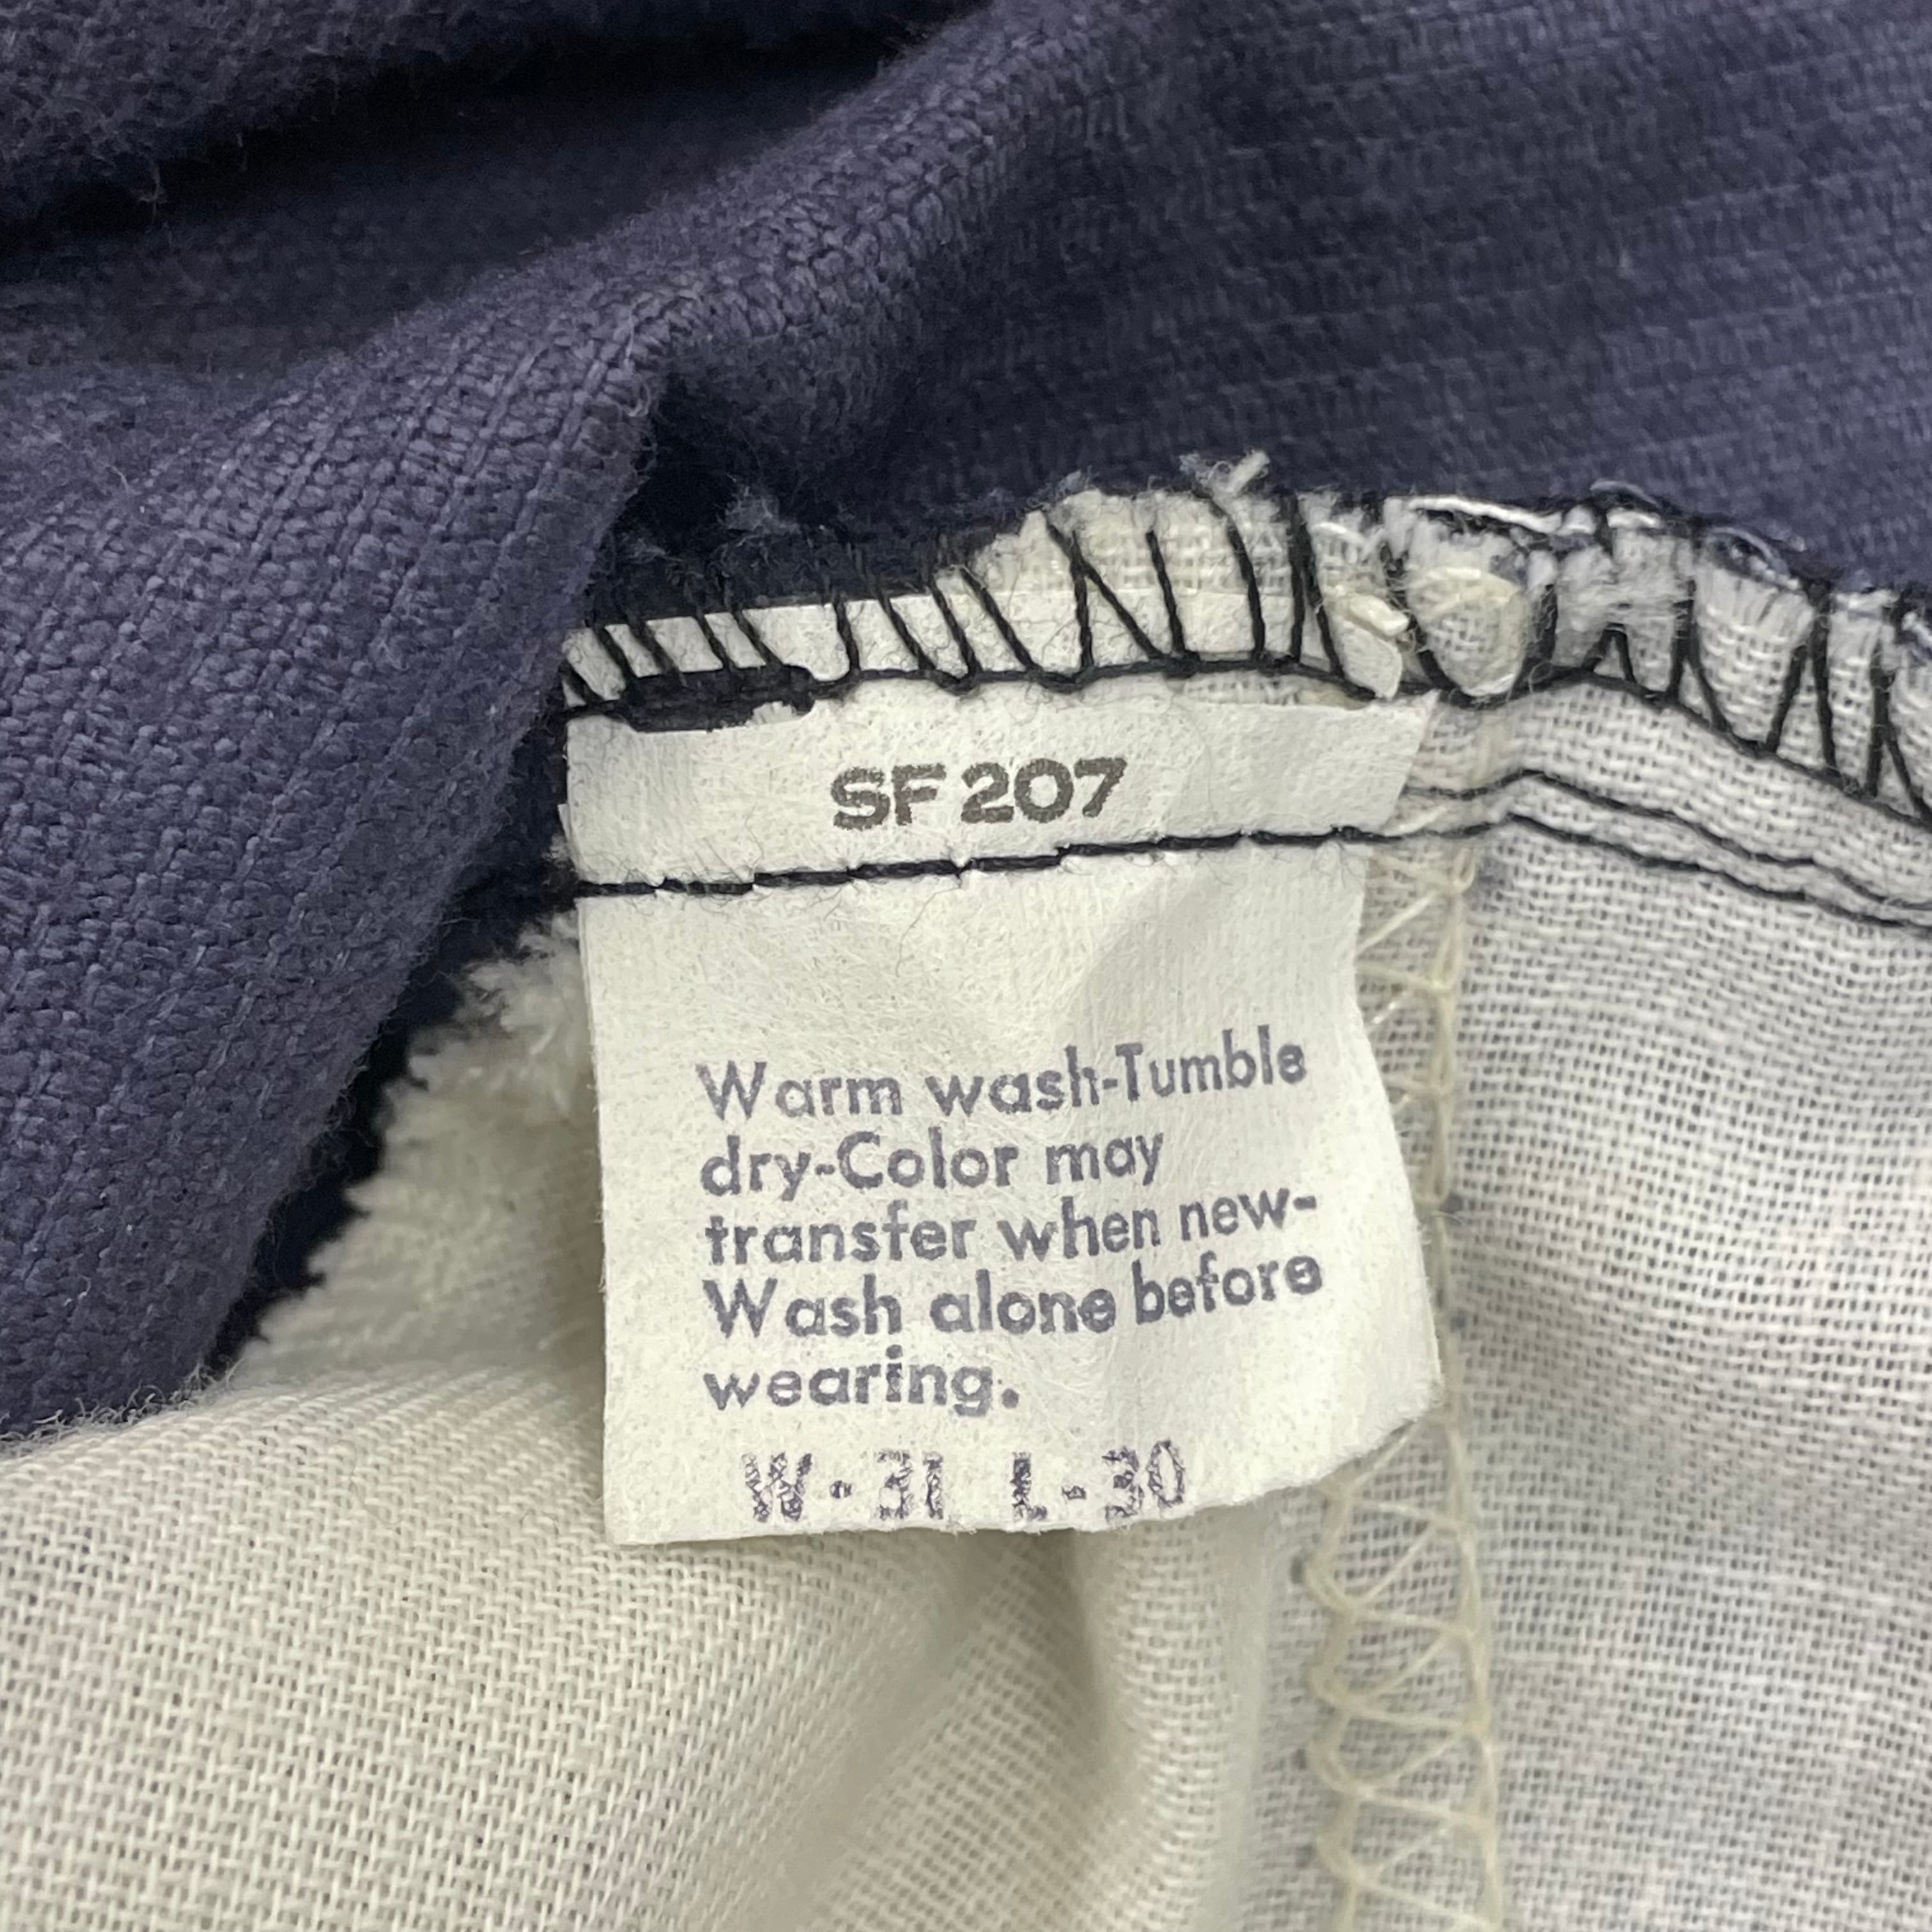 SF 207
Warm wash-Tumble
dry-Color may
transfer when new-
Wash alone before
wearing.
W-31 L-30